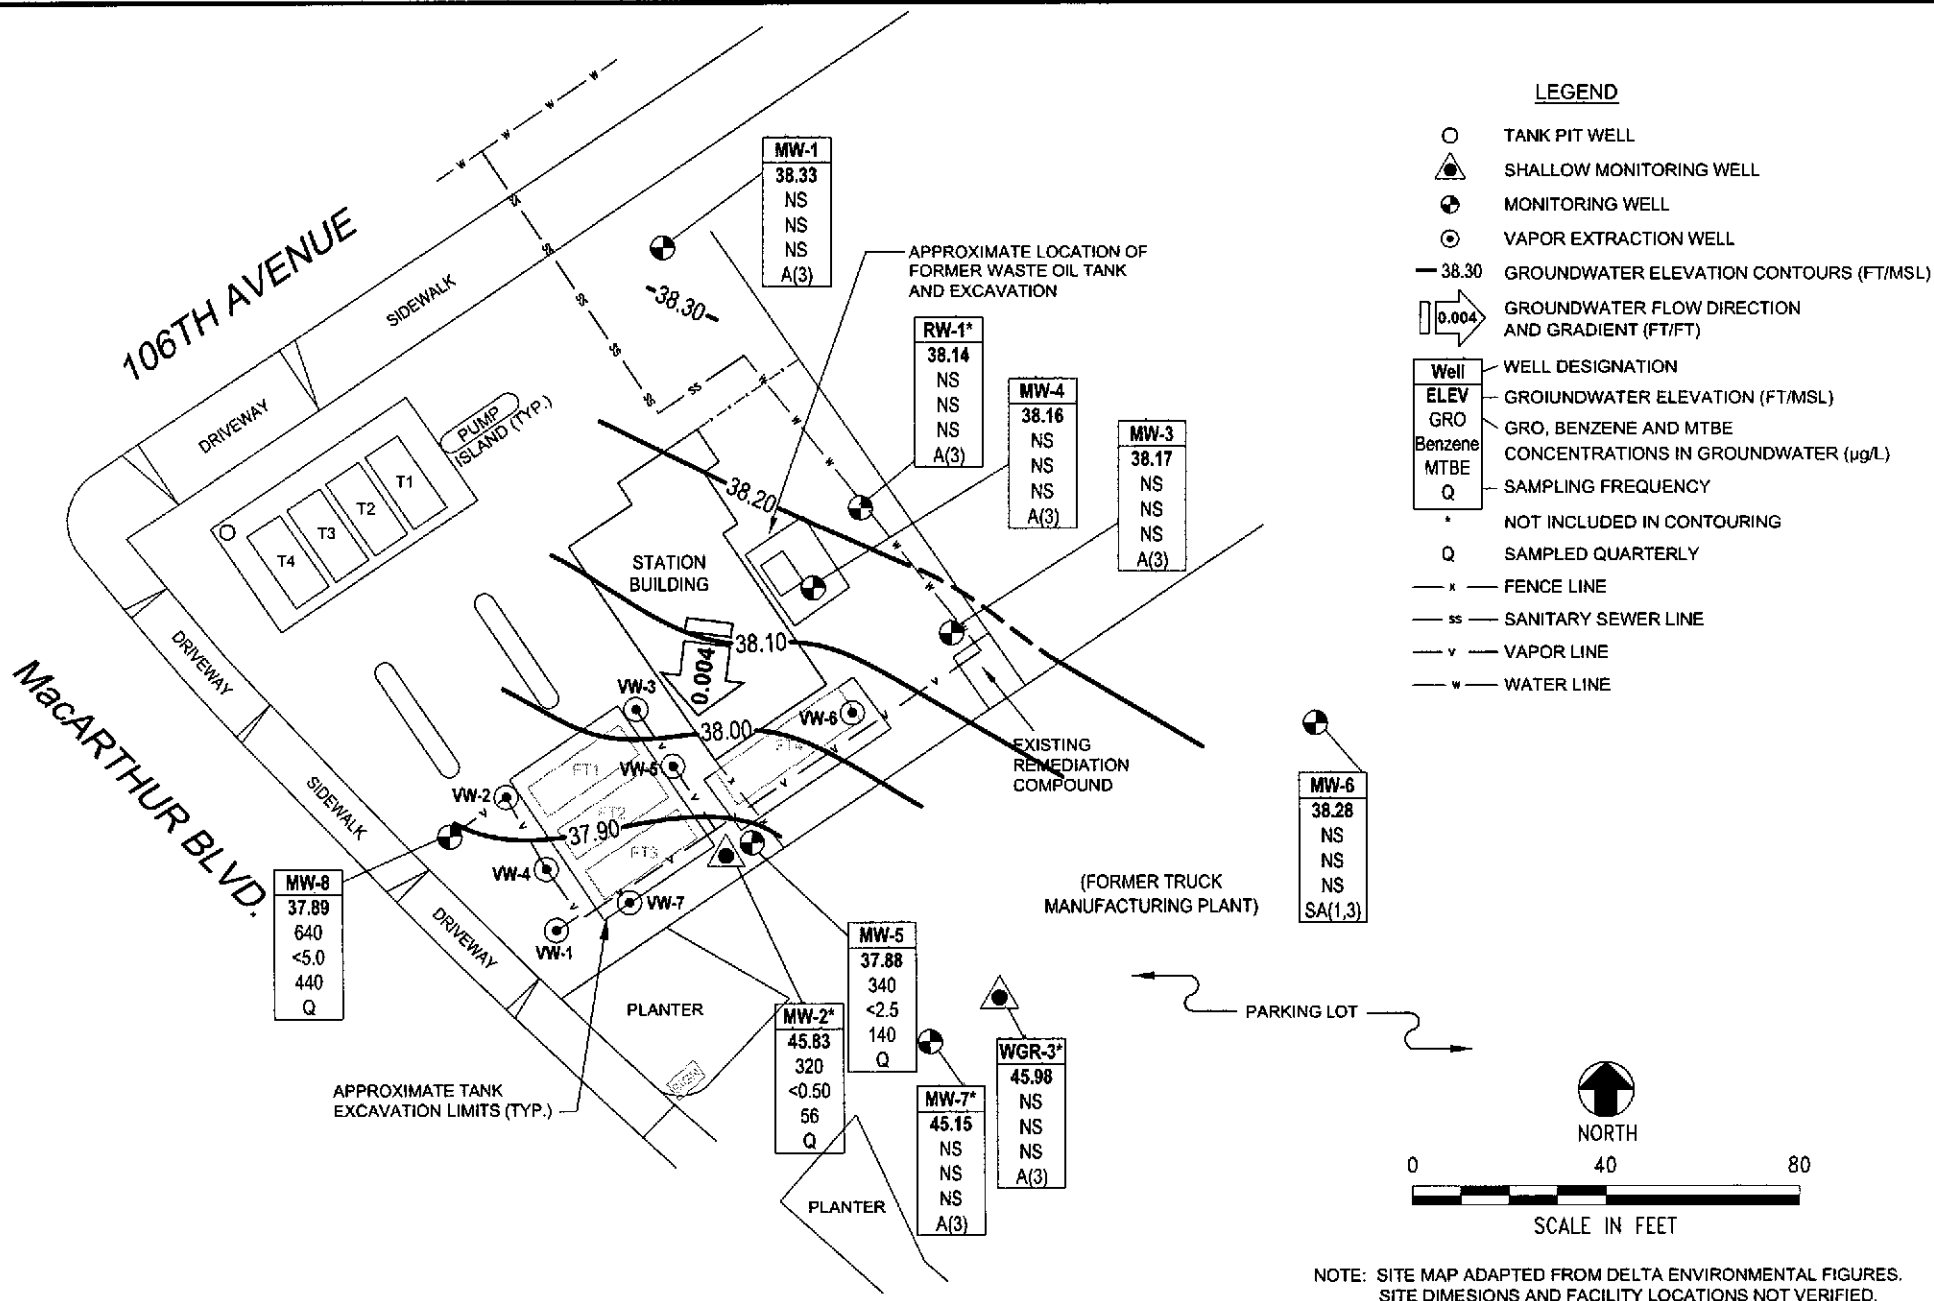 LEGEND
TANK PIT WELL
SHALLOW MONITORING WELL
MONITORING WELL
VAPOR EXTRACTION WELL
38.30 GROUNDWATER ELEVATION CONTOURS (FT/MSL)
0.004 GROUNDWATER FLOW DIRECTION
AND GRADIENT (FT/FT)
Well WELL DESIGNATION
ELEV GROIUNDWATER ELEVATION (FT/MSL)
GRO GRO, BENZENE AND MTBE
Benzene CONCENTRATIONS IN GROUNDWATER (µg/L)
MTBE
Q SAMPLING FREQUENCY
* NOT INCLUDED IN CONTOURING
Q SAMPLED QUARTERLY
x FENCE LINE
ss SANITARY SEWER LINE
v VAPOR LINE
w WATER LINE
106TH AVENUE
SIDEWALK
DRIVEWAY
MacARTHUR BLVD.
DRIVEWAY
SIDEWALK
DRIVEWAY
MW-1
38.33
NS
NS
NS
A(3)
38.30
APPROXIMATE LOCATION OF
FORMER WASTE OIL TANK
AND EXCAVATION
RW-1*
38.14
NS
NS
NS
A(3)
MW-4
38.16
NS
NS
NS
A(3)
MW-3
38.17
NS
NS
NS
A(3)
PUMP
ISLAND (TYP.)
T1
T2
T3
T4
38.20
STATION
BUILDING
38.10
0.004
VW-3
VW-6
38.00
FT4
FT1
VW-5
VW-2
FT2
37.90
FT3
VW-4
VW-7
VW-1
EXISTING
REMEDIATION
COMPOUND
MW-6
38.28
NS
NS
NS
SA(1,3)
(FORMER TRUCK
MANUFACTURING PLANT)
MW-8
37.89
640
<5.0
440
Q
MW-5
37.88
340
<2.5
140
Q
MW-2*
45.83
320
<0.50
56
Q
WGR-3*
45.98
NS
NS
NS
A(3)
MW-7*
45.15
NS
NS
NS
A(3)
PLANTER
PARKING LOT
APPROXIMATE TANK
EXCAVATION LIMITS (TYP.)
PLANTER
NORTH
0 40 80
SCALE IN FEET
NOTE: SITE MAP ADAPTED FROM DELTA ENVIRONMENTAL FIGURES.
SITE DIMESIONS AND FACILITY LOCATIONS NOT VERIFIED.